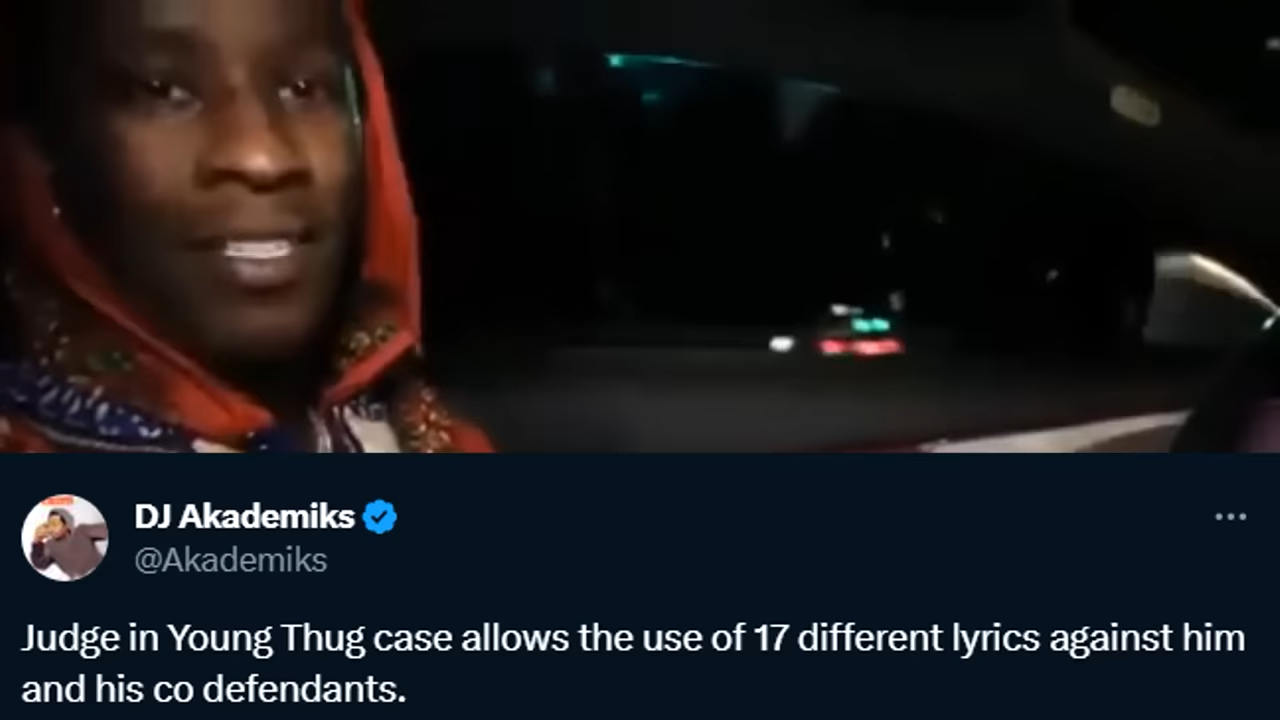 DJ Akademiks
@Akademiks
Judge in Young Thug case allows the use of 17 different lyrics against him
and his co defendants.